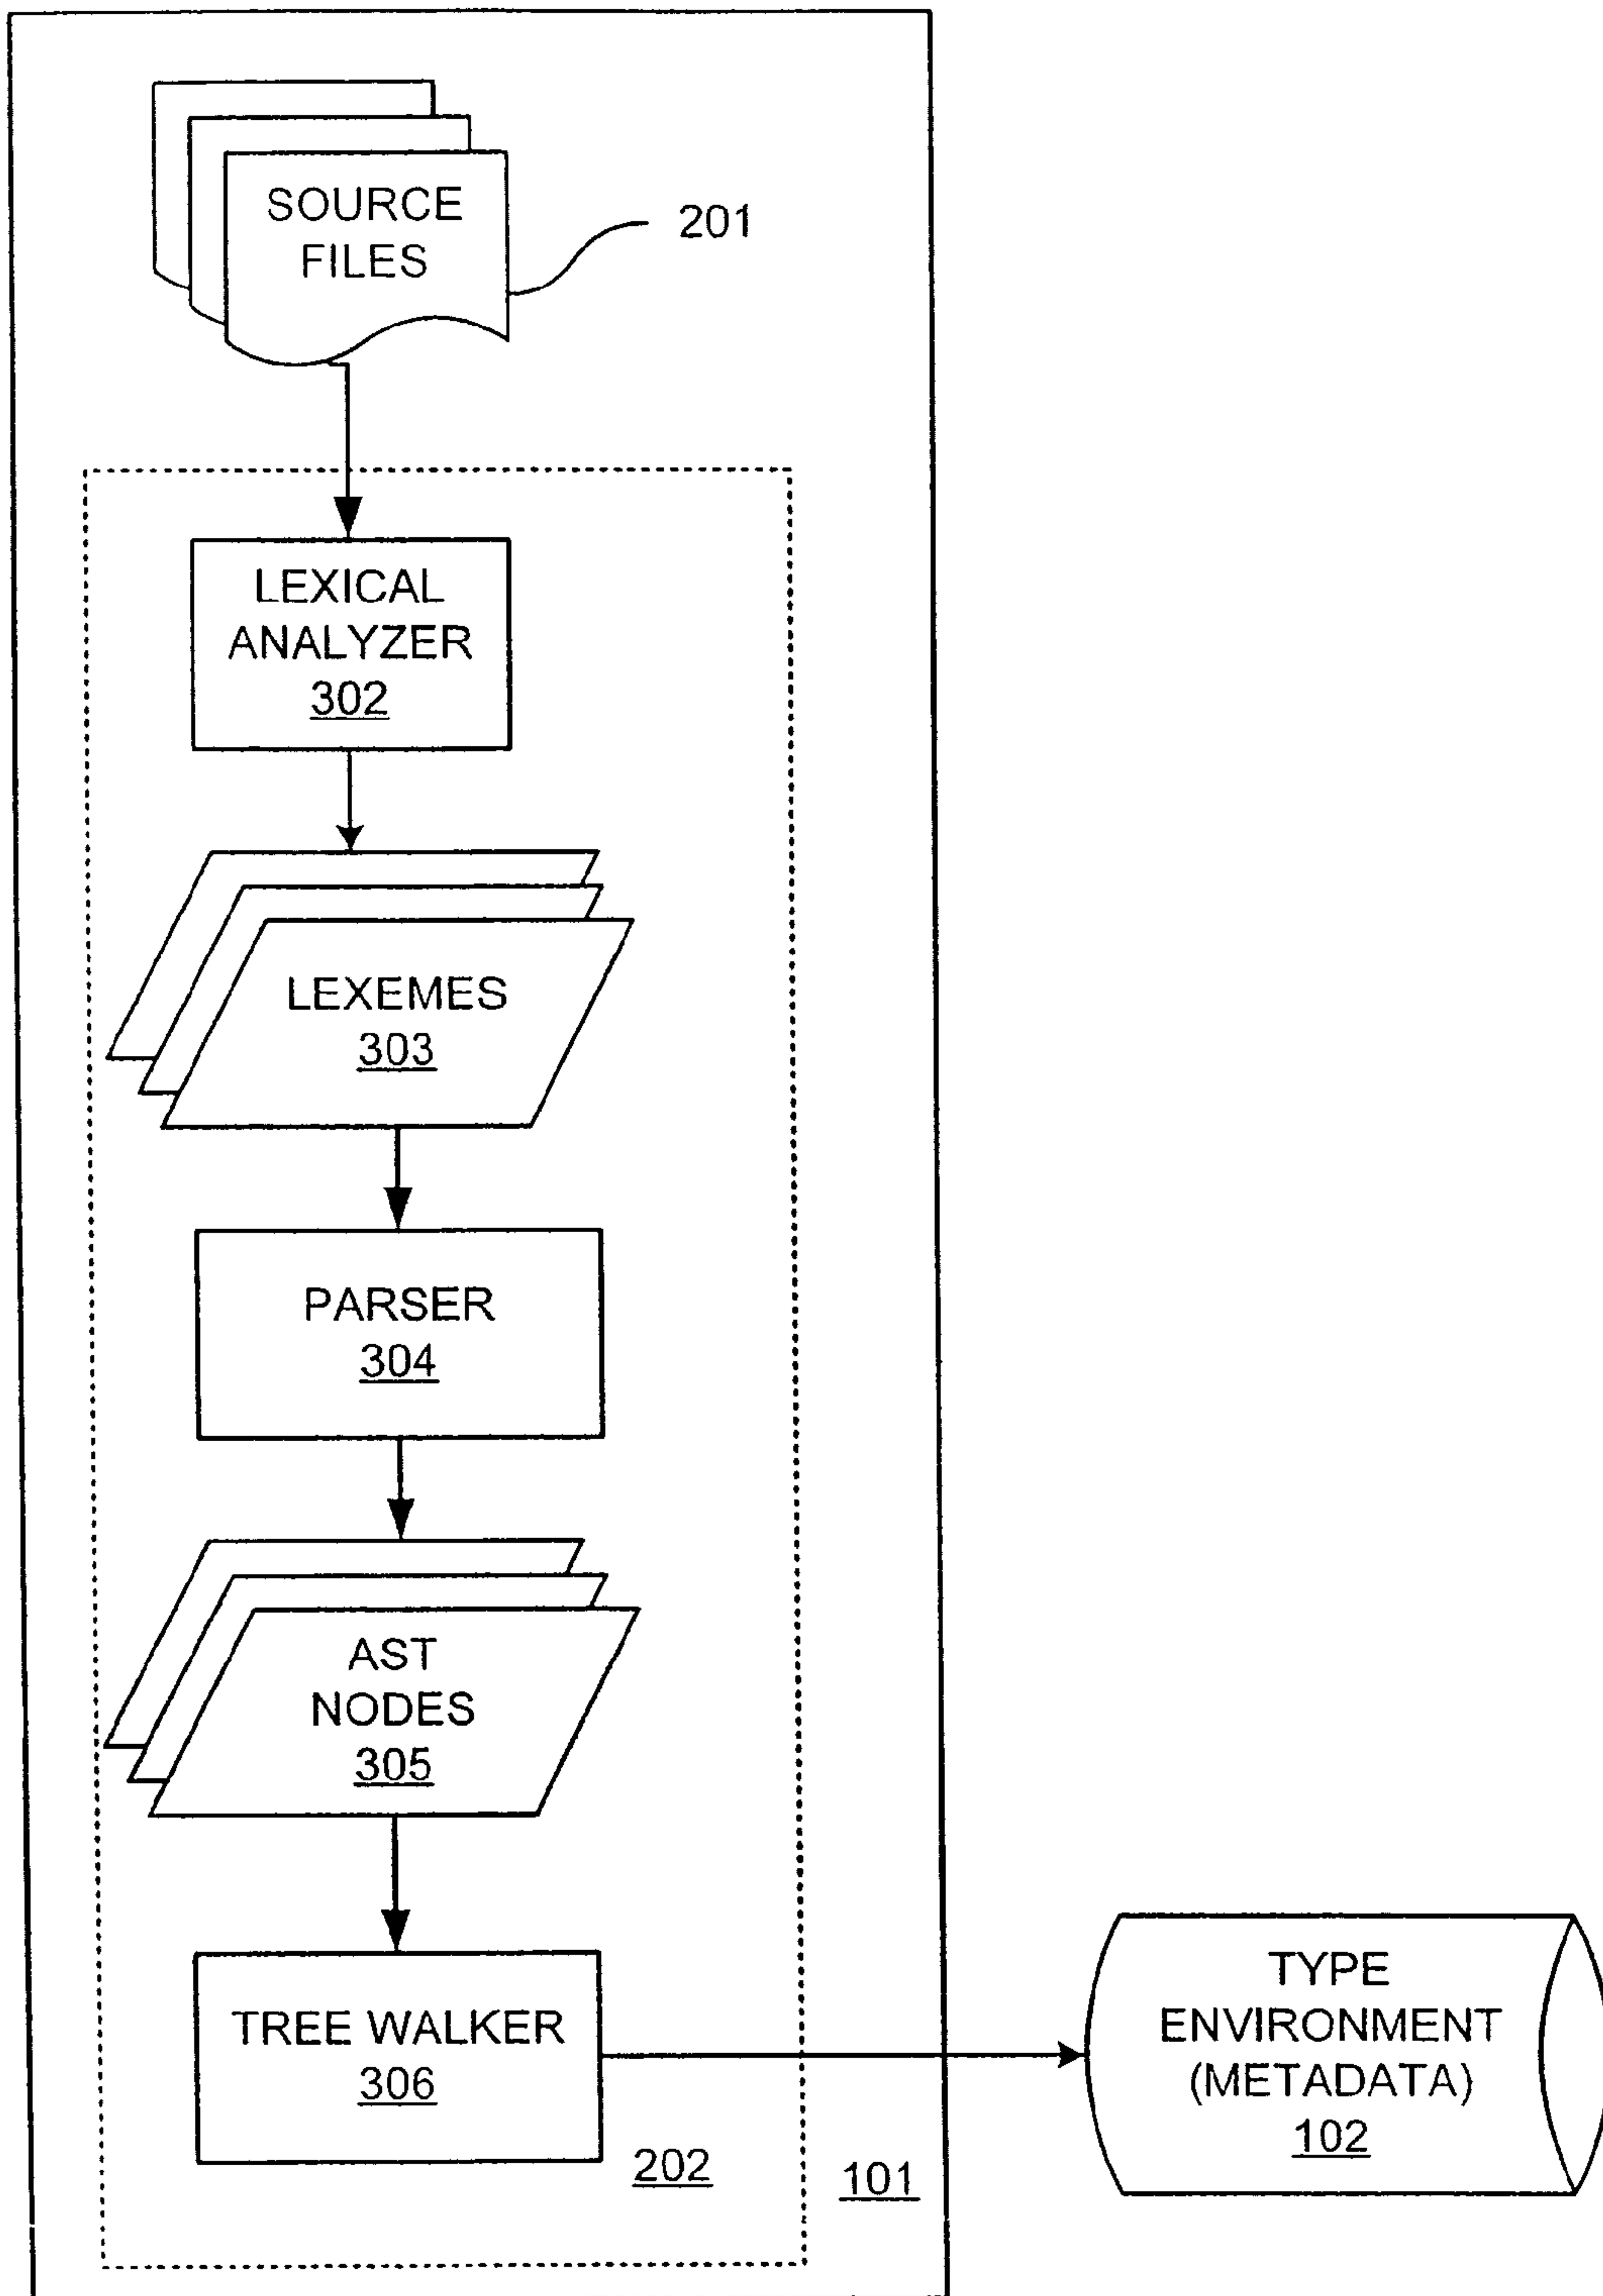 SOURCE
FILES
201
LEXICAL
ANALYZER
302
LEXEMES
303
PARSER
304
AST
NODES
305
TREE WALKER
306
202
101
TYPE
ENVIRONMENT
(METADATA)
102